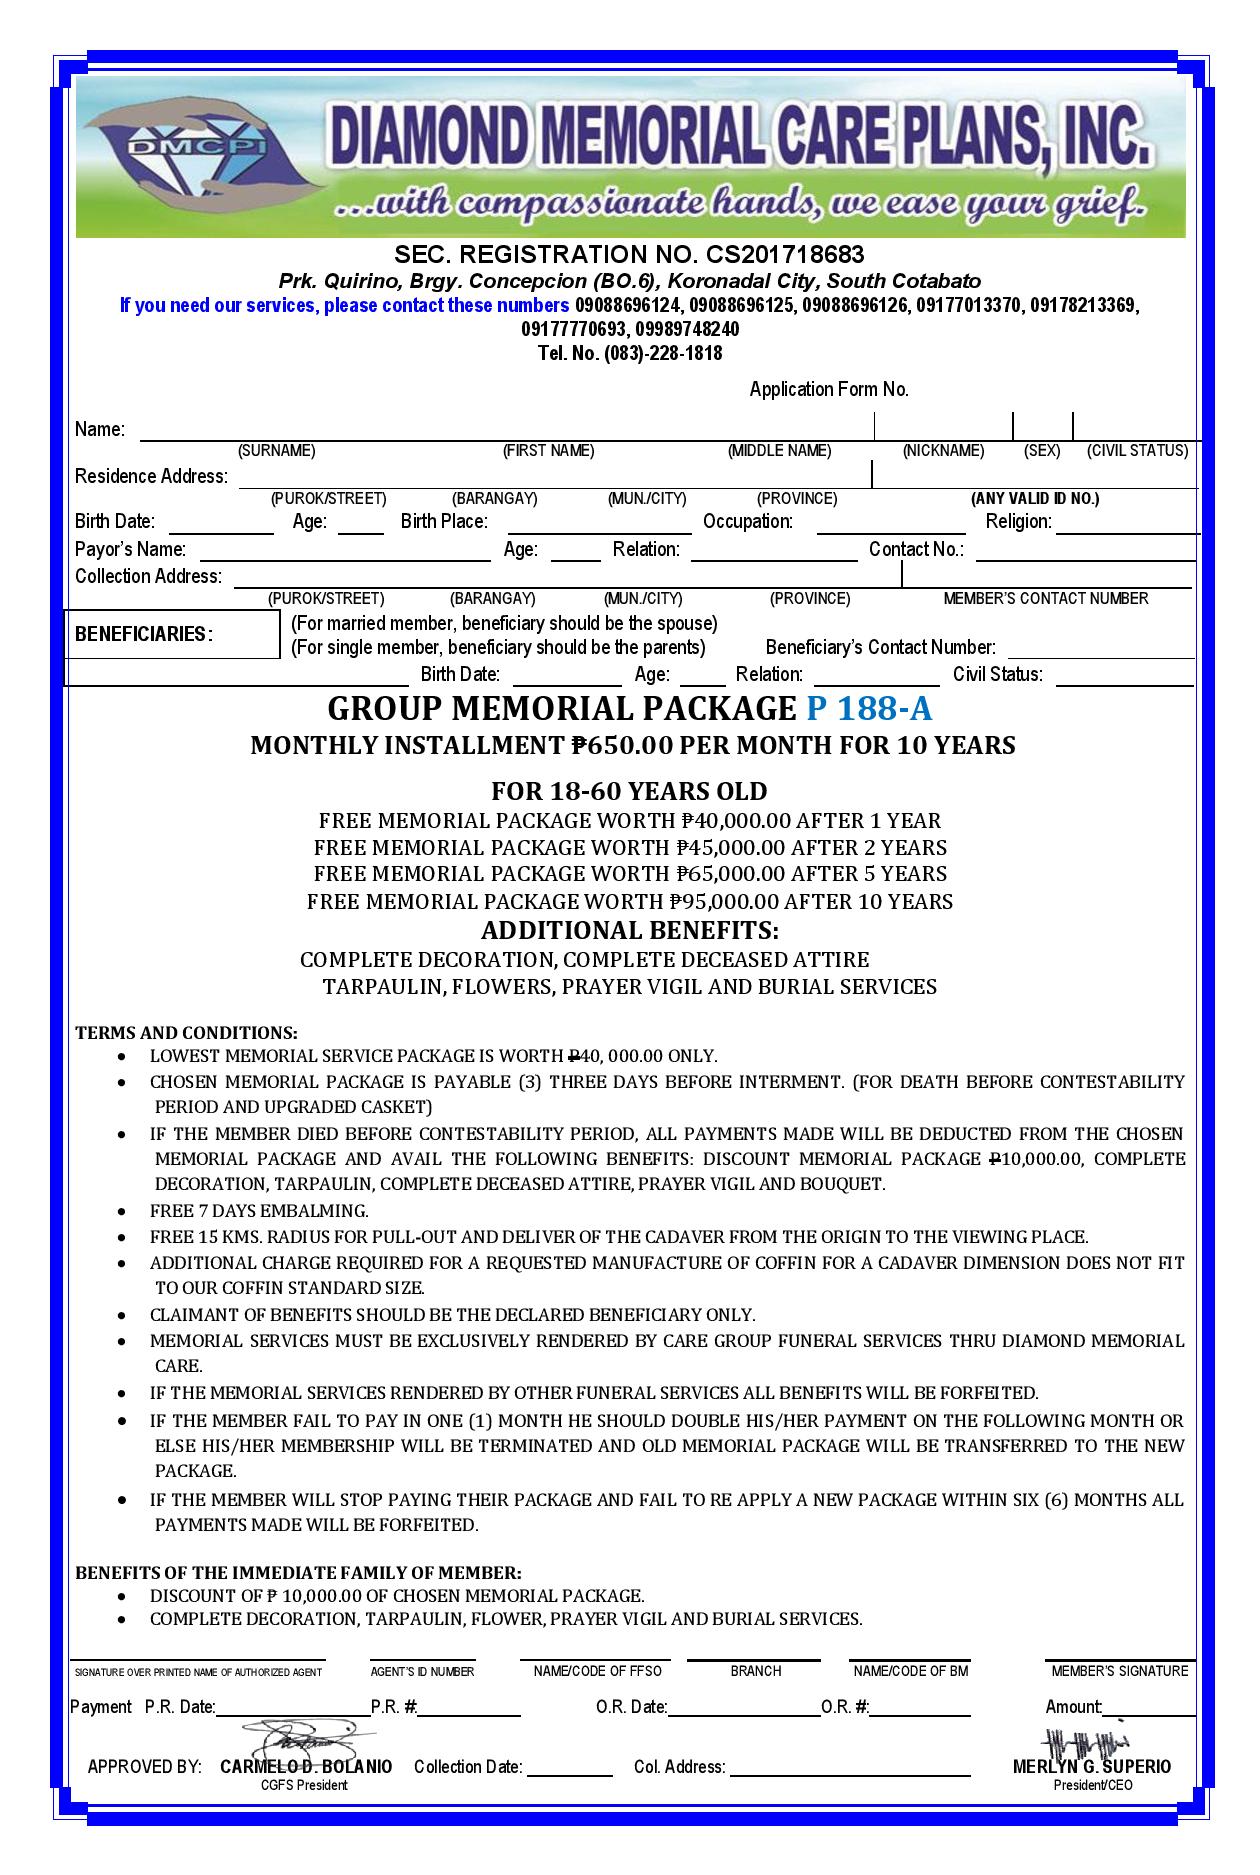 DMCPI
DIAMOND MEMORIAL CARE PLANS, INC.
...with compassionate hands, we ease your grief.
SEC. REGISTRATION NO. CS201718683
Prk. Quirino, Brgy. Concepcion (BO.6), Koronadal City, South Cotabato
If you need our services, please contact these numbers 09088696124, 09088696125, 09088696126, 09177013370, 09178213369,
09177770693, 09989748240
Tel. No. (083)-228-1818
Application Form No.
Name:
(SURNAME) (FIRST NAME) (MIDDLE NAME) (NICKNAME) (SEX) (CIVIL STATUS)
Residence Address:
(PUROK/STREET) (BARANGAY) (MUN./CITY) (PROVINCE) (ANY VALID ID NO.)
Birth Date: Age: Birth Place: Occupation: Religion:
Payor's Name: Age: Relation: Contact No.:
Collection Address:
(PUROK/STREET) (BARANGAY) (MUN./CITY) (PROVINCE) MEMBER'S CONTACT NUMBER
BENEFICIARIES: (For married member, beneficiary should be the spouse)
(For single member, beneficiary should be the parents) Beneficiary's Contact Number:
Birth Date: Age: Relation: Civil Status:
GROUP MEMORIAL PACKAGE P 188-A
MONTHLY INSTALLMENT ₱650.00 PER MONTH FOR 10 YEARS
FOR 18-60 YEARS OLD
FREE MEMORIAL PACKAGE WORTH ₱40,000.00 AFTER 1 YEAR
FREE MEMORIAL PACKAGE WORTH ₱45,000.00 AFTER 2 YEARS
FREE MEMORIAL PACKAGE WORTH ₱65,000.00 AFTER 5 YEARS
FREE MEMORIAL PACKAGE WORTH ₱95,000.00 AFTER 10 YEARS
ADDITIONAL BENEFITS:
COMPLETE DECORATION, COMPLETE DECEASED ATTIRE
TARPAULIN, FLOWERS, PRAYER VIGIL AND BURIAL SERVICES
TERMS AND CONDITIONS:
• LOWEST MEMORIAL SERVICE PACKAGE IS WORTH ₱40, 000.00 ONLY.
• CHOSEN MEMORIAL PACKAGE IS PAYABLE (3) THREE DAYS BEFORE INTERMENT. (FOR DEATH BEFORE CONTESTABILITY
PERIOD AND UPGRADED CASKET)
• IF THE MEMBER DIED BEFORE CONTESTABILITY PERIOD, ALL PAYMENTS MADE WILL BE DEDUCTED FROM THE CHOSEN
MEMORIAL PACKAGE AND AVAIL THE FOLLOWING BENEFITS: DISCOUNT MEMORIAL PACKAGE ₱10,000.00, COMPLETE
DECORATION, TARPAULIN, COMPLETE DECEASED ATTIRE, PRAYER VIGIL AND BOUQUET.
• FREE 7 DAYS EMBALMING.
• FREE 15 KMS. RADIUS FOR PULL-OUT AND DELIVER OF THE CADAVER FROM THE ORIGIN TO THE VIEWING PLACE.
• ADDITIONAL CHARGE REQUIRED FOR A REQUESTED MANUFACTURE OF COFFIN FOR A CADAVER DIMENSION DOES NOT FIT
TO OUR COFFIN STANDARD SIZE.
• CLAIMANT OF BENEFITS SHOULD BE THE DECLARED BENEFICIARY ONLY.
• MEMORIAL SERVICES MUST BE EXCLUSIVELY RENDERED BY CARE GROUP FUNERAL SERVICES THRU DIAMOND MEMORIAL
CARE.
• IF THE MEMORIAL SERVICES RENDERED BY OTHER FUNERAL SERVICES ALL BENEFITS WILL BE FORFEITED.
• IF THE MEMBER FAIL TO PAY IN ONE (1) MONTH HE SHOULD DOUBLE HIS/HER PAYMENT ON THE FOLLOWING MONTH OR
ELSE HIS/HER MEMBERSHIP WILL BE TERMINATED AND OLD MEMORIAL PACKAGE WILL BE TRANSFERRED TO THE NEW
PACKAGE.
• IF THE MEMBER WILL STOP PAYING THEIR PACKAGE AND FAIL TO RE APPLY A NEW PACKAGE WITHIN SIX (6) MONTHS ALL
PAYMENTS MADE WILL BE FORFEITED.
BENEFITS OF THE IMMEDIATE FAMILY OF MEMBER:
• DISCOUNT OF ₱ 10,000.00 OF CHOSEN MEMORIAL PACKAGE.
• COMPLETE DECORATION, TARPAULIN, FLOWER, PRAYER VIGIL AND BURIAL SERVICES.
SIGNATURE OVER PRINTED NAME OF AUTHORIZED AGENT AGENT'S ID NUMBER NAME/CODE OF FFSO BRANCH NAME/CODE OF BM MEMBER'S SIGNATURE
Payment P.R. Date: P.R. #: O.R. Date: O.R. #: Amount:
APPROVED BY: CARMELO D. BOLANIO Collection Date: Col. Address: MERLYN G. SUPERIO
CGFS President President/CEO